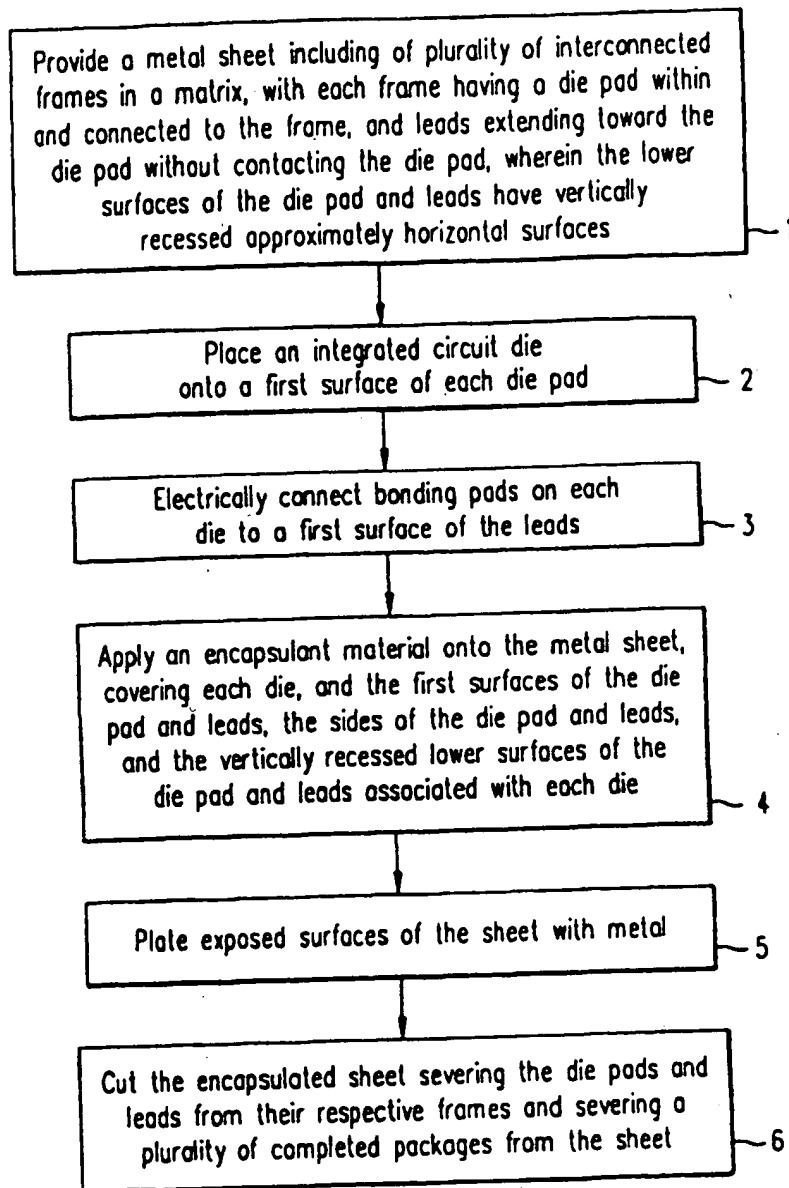 Provide a metal sheet including of plurality of interconnected
frames in a matrix, with each frame having a die pad within
and connected to the frame, and leads extending toward the
die pad without contacting the die pad, wherein the lower
surfaces of the die pad and leads have vertically
recessed approximately horizontal surfaces
1
Place an integrated circuit die
onto a first surface of each die pad
2
Electrically connect bonding pads on each
die to a first surface of the leads
3
Apply an encapsulant material onto the metal sheet,
covering each die, and the first surfaces of the die
pad and leads, the sides of the die pad and leads,
and the vertically recessed lower surfaces of the
die pad and leads associated with each die
4
Plate exposed surfaces of the sheet with metal
5
Cut the encapsulated sheet severing the die pads and
leads from their respective frames and severing a
plurality of completed packages from the sheet
6